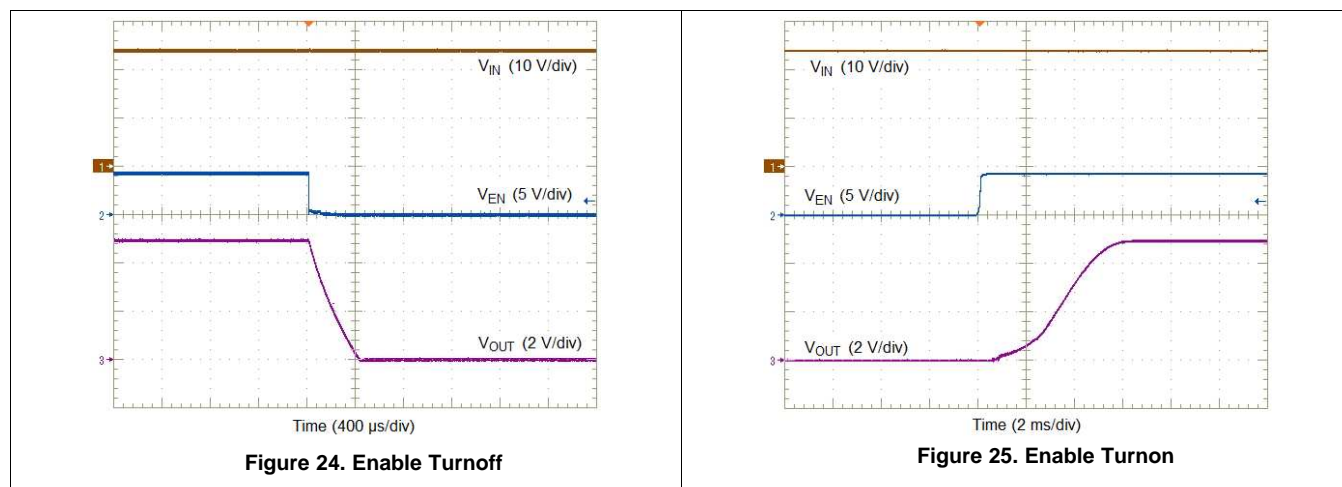 V_IN (10 V/div)
1
V_EN (5 V/div)
2
V_OUT (2 V/div)
3
Time (400 µs/div)
Figure 24. Enable Turnoff
V_IN (10 V/div)
1
V_EN (5 V/div)
2
V_OUT (2 V/div)
3
Time (2 ms/div)
Figure 25. Enable Turnon